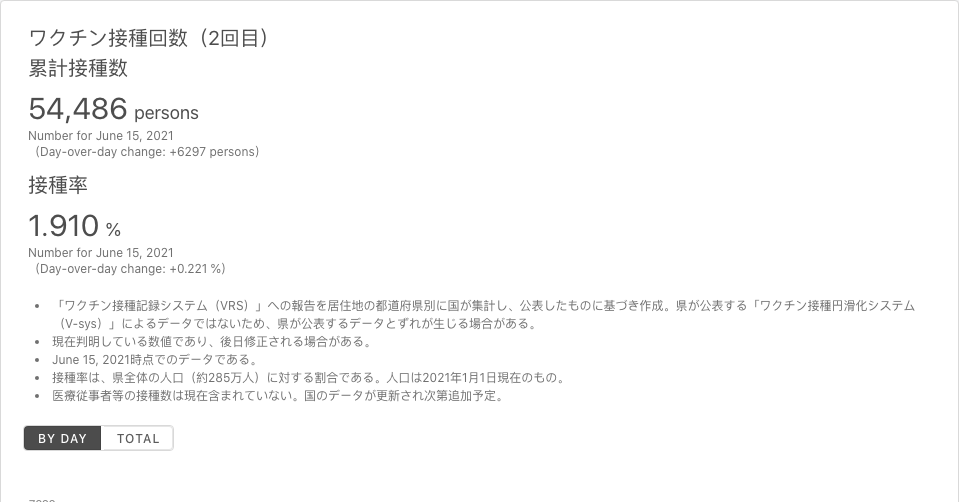 ワクチン接種回数（2回目）
累計接種数
54,486 persons
Number for June 15, 2021
（Day-over-day change: +6297 persons)
接種率
1.910 %
Number for June 15, 2021
（Day-over-day change: +0.221 %)
• 「ワクチン接種記録システム（VRS）」への報告を居住地の都道府県別に国が集計し、公表したものに基づき作成。県が公表する「ワクチン接種円滑化システム
（V-sys）」によるデータではないため、県が公表するデータとずれが生じる場合がある。
• 現在判明している数値であり、後日修正される場合がある。
• June 15, 2021時点でのデータである。
• 接種率は、県全体の人口（約285万人）に対する割合である。人口は2021年1月1日現在のもの。
• 医療従事者等の接種数は現在含まれていない。国のデータが更新され次第追加予定。
BY DAY TOTAL